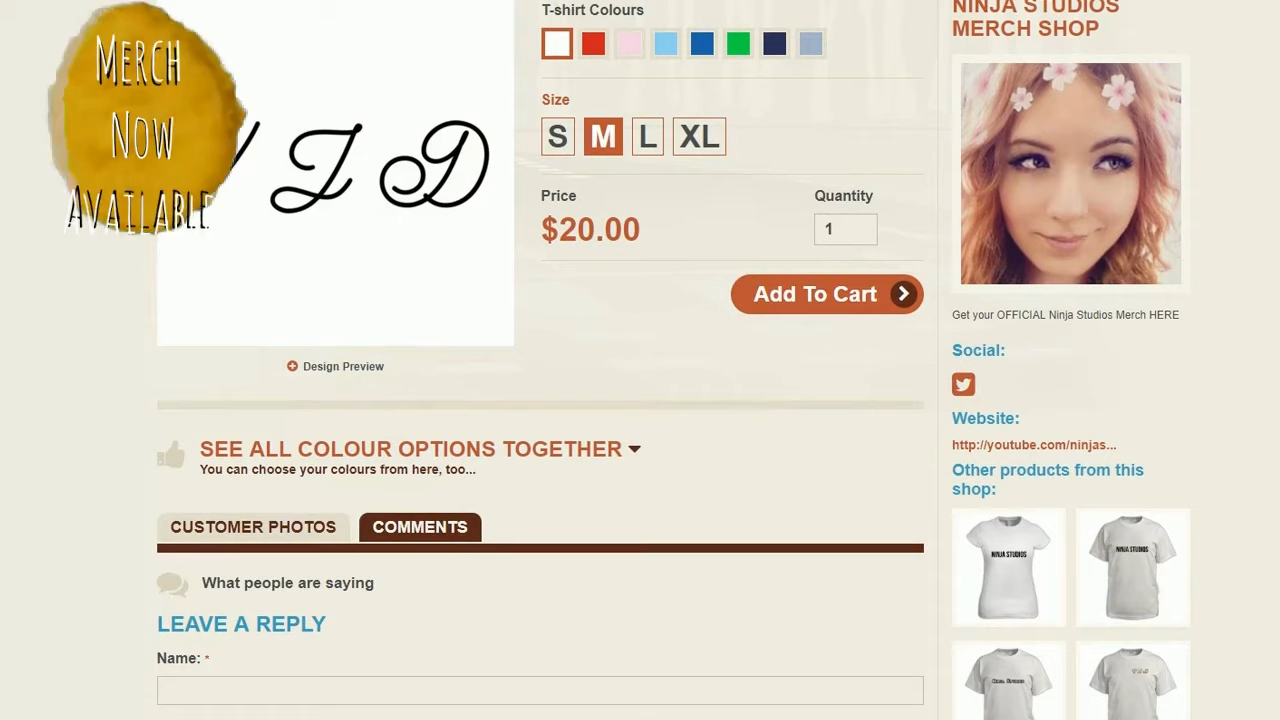 Merch
Now
Available
J D
T-shirt Colours
Size
S M L XL
Price
Quantity
$20.00
1
Add To Cart
Design Preview
SEE ALL COLOUR OPTIONS TOGETHER
You can choose your colours from here, too...
CUSTOMER PHOTOS
COMMENTS
What people are saying
LEAVE A REPLY
Name: *
NINJA STUDIOS
MERCH SHOP
Get your OFFICIAL Ninja Studios Merch HERE
Social:
Website:
http://youtube.com/ninjas...
Other products from this
shop:
NINJA STUDIOS
NINJA STUDIOS